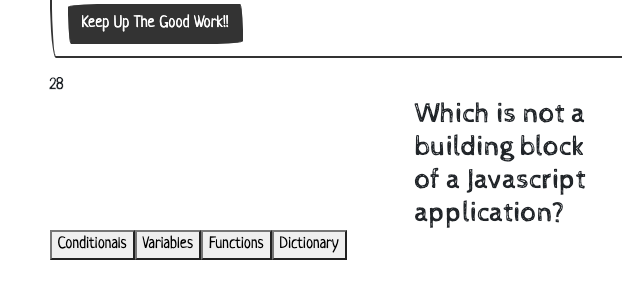 Keep Up The Good Work!!
28
Which is not a
building block
of a Javascript
application?
Conditionals Variables Functions Dictionary